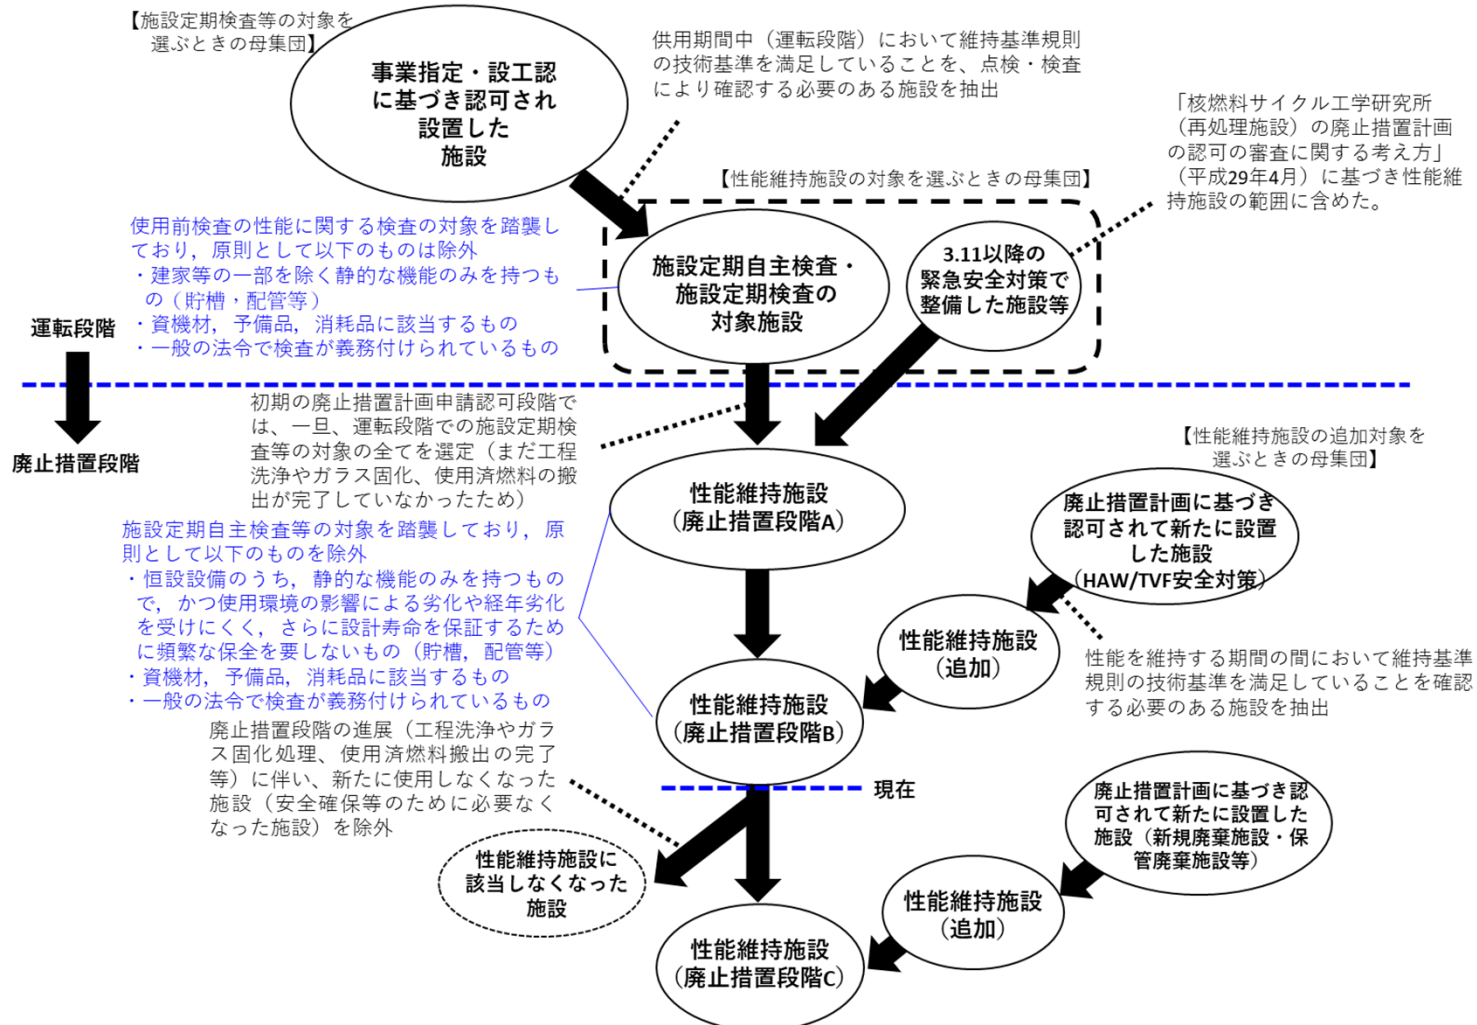 【施設定期検査等の対象を
選ぶときの母集団】
事業指定・設工認
に基づき認可され
設置した
施設
供用期間中（運転段階）において維持基準規則
の技術基準を満足していることを、点検・検査
により確認する必要のある施設を抽出
「核燃料サイクル工学研究所
（再処理施設）の廃止措置計画
の認可の審査に関する考え方」
（平成29年4月）に基づき性能維
持施設の範囲に含めた。
【性能維持施設の対象を選ぶときの母集団】
使用前検査の性能に関する検査の対象を踏襲し
ており，原則として以下のものは除外
・建家等の一部を除く静的な機能のみを持つも
の（貯槽，配管等）
・資機材，予備品，消耗品に該当するもの
・一般の法令で検査が義務付けられているもの
施設定期自主検査・
施設定期検査の
対象施設
3.11以降の
緊急安全対策で
整備した施設等
運転段階
廃止措置段階
初期の廃止措置計画申請認可段階で
は、一旦、運転段階での施設定期検
査等の対象の全てを選定（まだ工程
洗浄やガラス固化、使用済燃料の搬
出が完了していなかったため）
性能維持施設
（廃止措置段階A）
【性能維持施設の追加対象を
選ぶときの母集団】
廃止措置計画に基づき
認可されて新たに設置
した施設
（HAW/TVF安全対策）
施設定期自主検査等の対象を踏襲しており，原
則として以下のものを除外
・恒設設備のうち，静的な機能のみを持つもの
で，かつ使用環境の影響による劣化や経年劣化
を受けにくく，さらに設計寿命を保証するため
に頻繁な保全を要しないもの（貯槽，配管等）
・資機材，予備品，消耗品に該当するもの
・一般の法令で検査が義務付けられているもの
性能維持施設
（追加）
性能を維持する期間の間において維持基準
規則の技術基準を満足していることを確認
する必要のある施設を抽出
性能維持施設
（廃止措置段階B）
廃止措置段階の進展（工程洗浄やガラ
ス固化処理、使用済燃料搬出の完了
等）に伴い、新たに使用しなくなった
施設（安全確保等のために必要なく
なった施設）を除外
現在
廃止措置計画に基づき認
可されて新たに設置した
施設（新規廃棄施設・保
管廃棄施設等）
性能維持施設に
該当しなくなった
施設
性能維持施設
（追加）
性能維持施設
（廃止措置段階C）